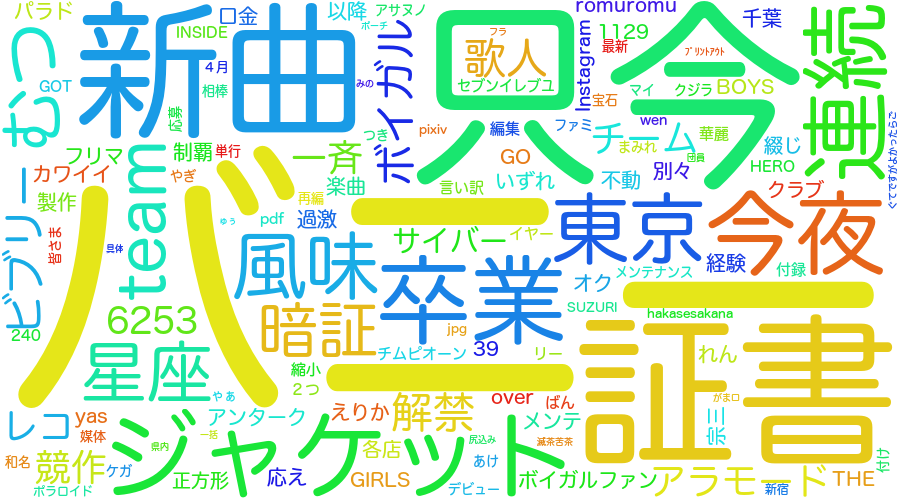 パラド
口金
以降
アサヌノ
ポーチ
romuromu
千葉
INSIDE
新曲
只今
連続
むつ
GOT
4月
相棒
みの
応募
ボイガル
歌人
フラ
セブンイレブユ
Instagram
1129
最新
プリントアウト
マイ
クジラ
BOYS
宝石
wen
編集
ファミ
チーム
華麗
綴じ
まみれ
団員
HERO
つき
pixiv
フリマ
制覇
単行
一斉
GO
別々
カワイイ
team
やぎ
楽曲
言い訳
いずれ
不動
クラブ
製作
再編
ゅぅ
pdf
過激
くてですがよかったらご
ビブリー
皆さま
具体
バーニー
風味
サイバー
イヤー
東京
今夜
経験
付録
オク
メンテナンス
卒業
証書
SUZURI
hakasesakana
240
6253
暗証
jpg
星座
チムピオーン
39
リー
縮小
2つ
れん
やぁ
レコ
yas
媒体
アンターク
えりか
解禁
over
ばん
メンテ
がま口
宗三
ジャケット
県内
一括
尻込み
滅茶苦茶
和名
競作
ケガ
各店
あけ
付け
ポラロイド
正方形
応え
GIRLS
デビュー
ボイガルファン
アラモード
THE
新宿